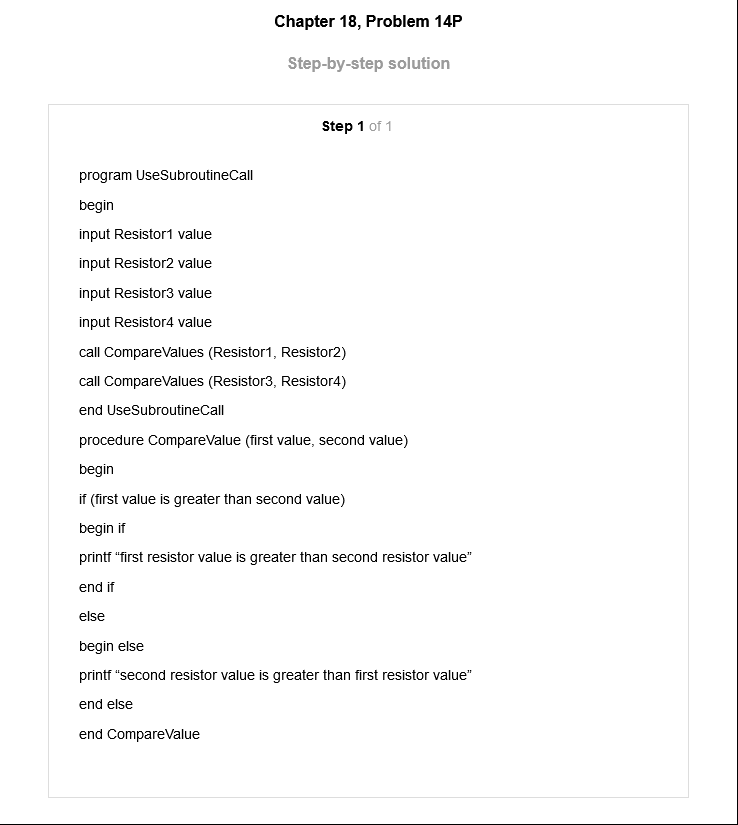 Chapter 18, Problem 14P
Step-by-step solution
Step 1 of 1
program UseSubroutineCall
begin
input Resistor1 value
input Resistor2 value
input Resistor3 value
input Resistor4 value
call CompareValues (Resistor1, Resistor2)
call CompareValues (Resistor3, Resistor4)
end UseSubroutineCall
procedure CompareValue (first value, second value)
begin
if (first value is greater than second value)
begin if
printf “first resistor value is greater than second resistor value”
end if
else
begin else
printf “second resistor value is greater than first resistor value”
end else
end CompareValue